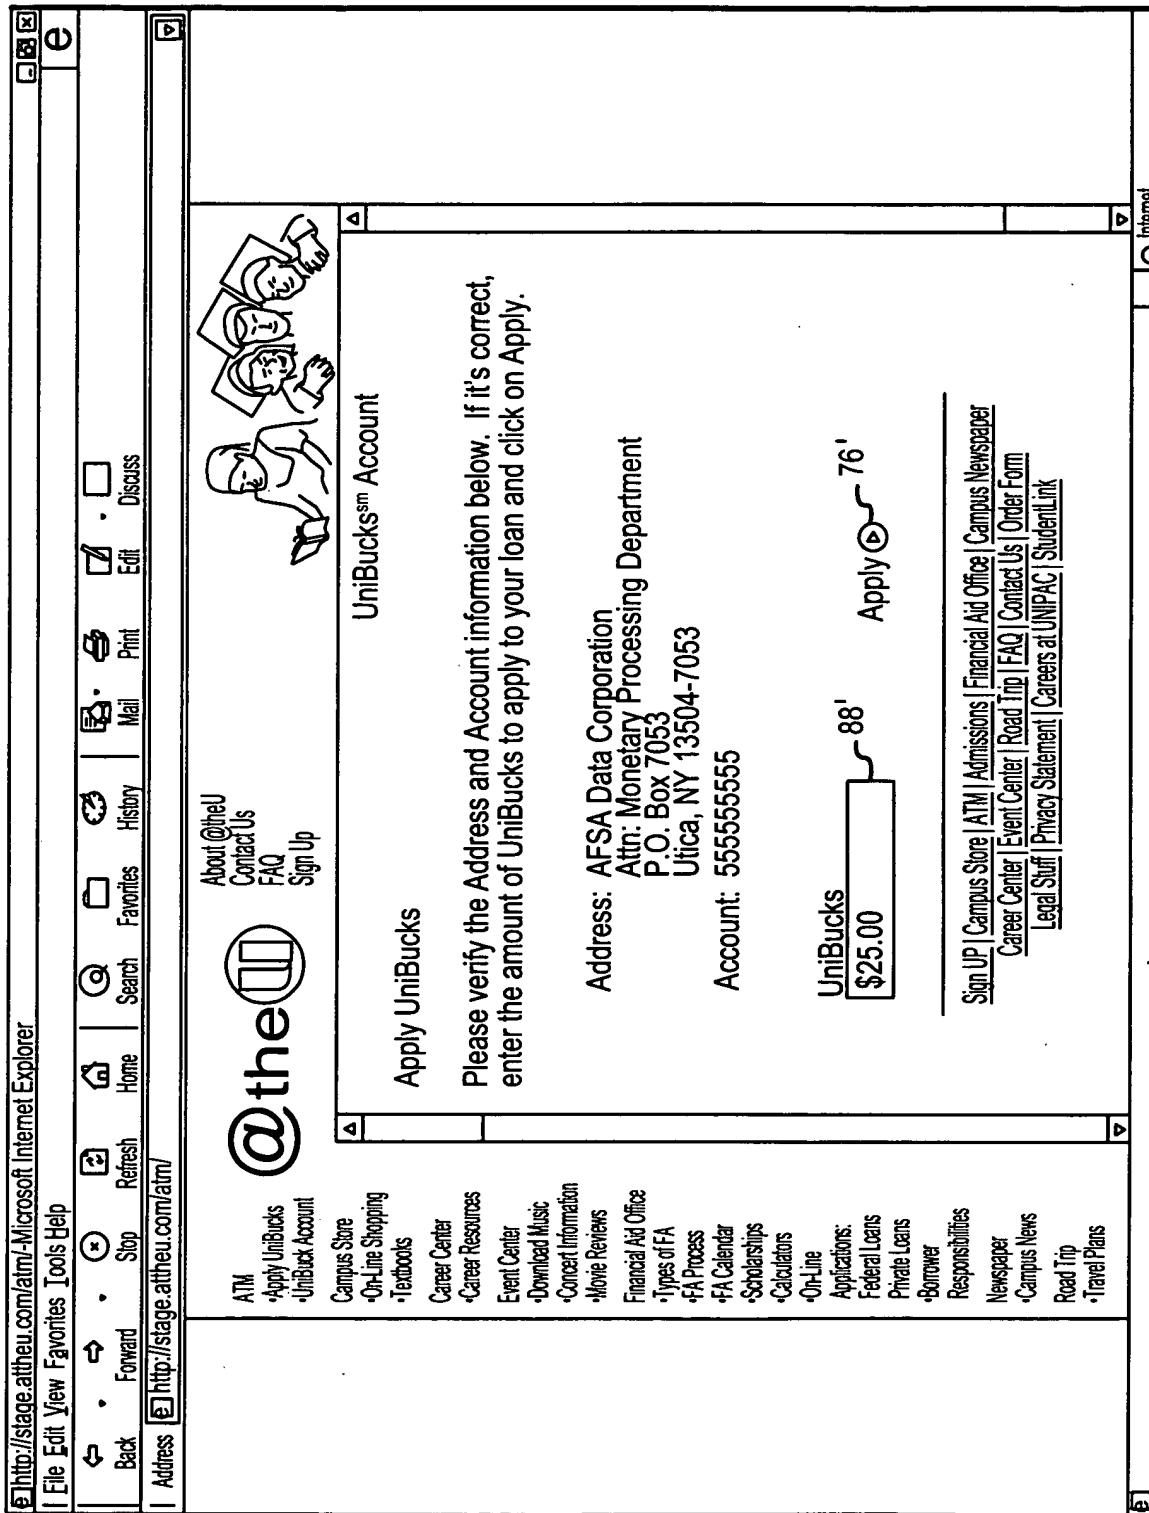 http://stage.attheu.com/atm/-Microsoft Internet Explorer
File Edit View Favorites Tools Help
Back Forward Stop Refresh Home Search Favorites History Mail Print Edit Discuss
Address http://stage.attheu.com/atm/
@theU
About @theU
Contact Us
FAQ
Sign Up
ATM
•Apply UniBucks
•UniBuck Account
Campus Store
•On-Line Shopping
•Textbooks
Career Center
•Career Resources
Event Center
•Download Music
•Concert Information
•Movie Reviews
Financial Aid Office
•Types of FA
•FA Process
•FA Calendar
•Scholarships
•Calculators
•On-Line
Applications:
Federal Loans
Private Loans
•Borrower
Responsibilities
Newspaper
•Campus News
Road Trip
•Travel Plans
UniBucks℠ Account
Apply UniBucks
Please verify the Address and Account information below. If it's correct,
enter the amount of UniBucks to apply to your loan and click on Apply.
Address: AFSA Data Corporation
Attn: Monetary Processing Department
P.O. Box 7053
Utica, NY 13504-7053
Account: 555555555
UniBucks
$25.00
88'
Apply
76'
Sign UP | Campus Store | ATM | Admissions | Financial Aid Office | Campus Newspaper
Career Center | Event Center | Road Trip | FAQ | Contact Us | Order Form
Legal Stuff | Privacy Statement | Careers at UNIPAC | StudentLink
Internet